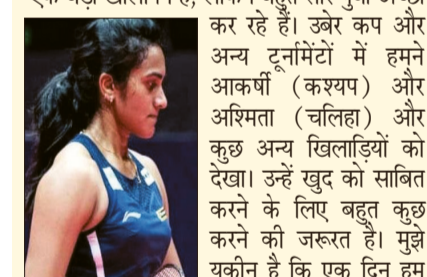 कर रहे हैं। उबेर कप और
अन्य टूर्नामेंटों में हमने
आकर्षी (कश्यप) और
अश्मिता (चलिहा) और
कुछ अन्य खिलाड़ियों को
देखा। उन्हें खुद को साबित
करने के लिए बहुत कुछ
करने की जरूरत है। मुझे
यकीन है कि एक दिन हम